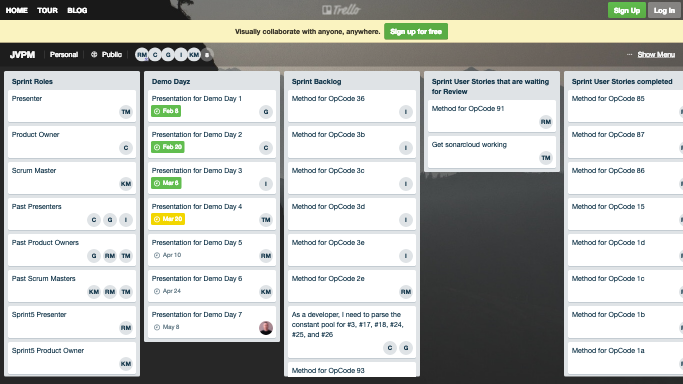 HOME TOUR BLOG Trello Sign Up Log In
Visually collaborate with anyone, anywhere. Sign up for free
JVPM Personal Public RM C G I KM 8 ... Show Menu
Sprint Roles
Presenter
TM
Product Owner
C
Scrum Master
KM
Past Presenters
C G I
Past Product Owners
G RM TM
Past Scrum Masters
KM RM TM
Sprint5 Presenter
RM
Sprint5 Product Owner
KM
Demo Dayz
Presentation for Demo Day 1
Feb 6 G
Presentation for Demo Day 2
Feb 20 C
Presentation for Demo Day 3
Mar 6 I
Presentation for Demo Day 4
Mar 20 TM
Presentation for Demo Day 5
Apr 10 RM
Presentation for Demo Day 6
Apr 24 KM
Presentation for Demo Day 7
May 8
Sprint Backlog
Method for OpCode 36
I
Method for OpCode 3b
I
Method for OpCode 3c
I
Method for OpCode 3d
I
Method for OpCode 3e
I
Method for OpCode 2e
RM
As a developer, I need to parse the
constant pool for #3, #17, #18, #24,
#25, and #26
C G
Method for OpCode 93
Sprint User Stories that are waiting
for Review
Method for OpCode 91
RM
Get sonarcloud working
TM
Sprint User Stories completed
Method for OpCode 85
Method for OpCode 87
Method for OpCode 86
Method for OpCode 15
Method for OpCode 1d
Method for OpCode 1c
Method for OpCode 1b
Method for OpCode 1a